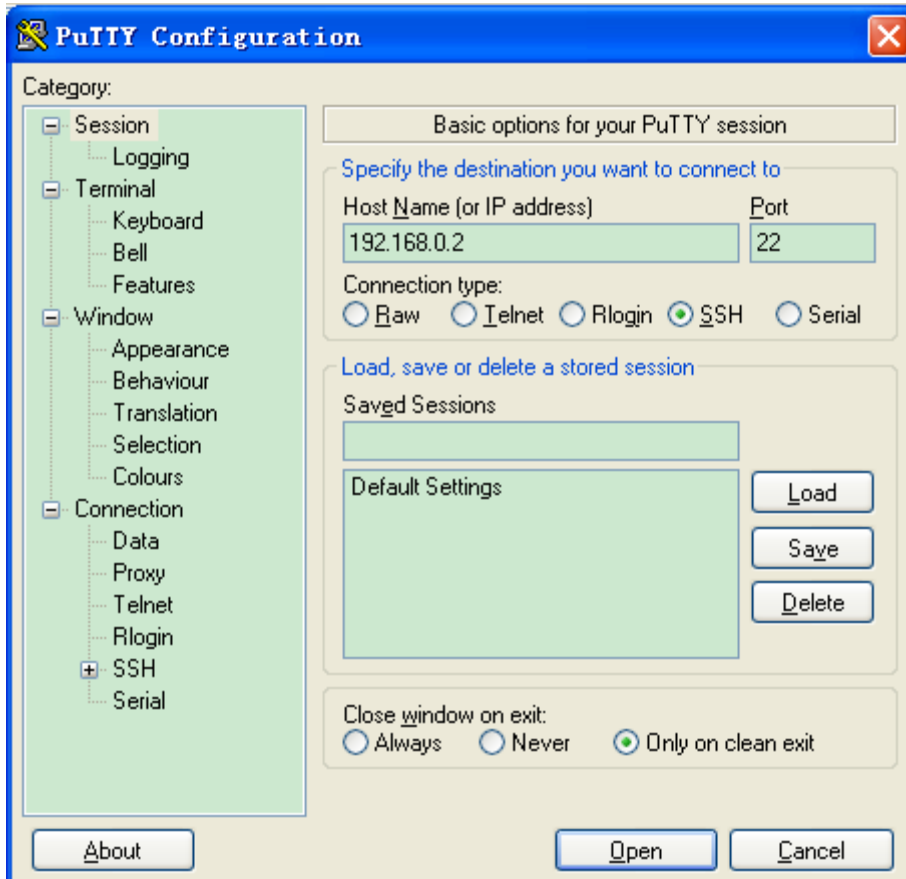 PuTTY Configuration
Category:
Session
Logging
Terminal
Keyboard
Bell
Features
Window
Appearance
Behaviour
Translation
Selection
Colours
Connection
Data
Proxy
Telnet
Rlogin
SSH
Serial
Basic options for your PuTTY session
Specify the destination you want to connect to
Host Name (or IP address) Port
192.168.0.2 22
Connection type:
Raw Telnet Rlogin SSH Serial
Load, save or delete a stored session
Saved Sessions
Default Settings
Load
Save
Delete
Close window on exit:
Always Never Only on clean exit
About Open Cancel